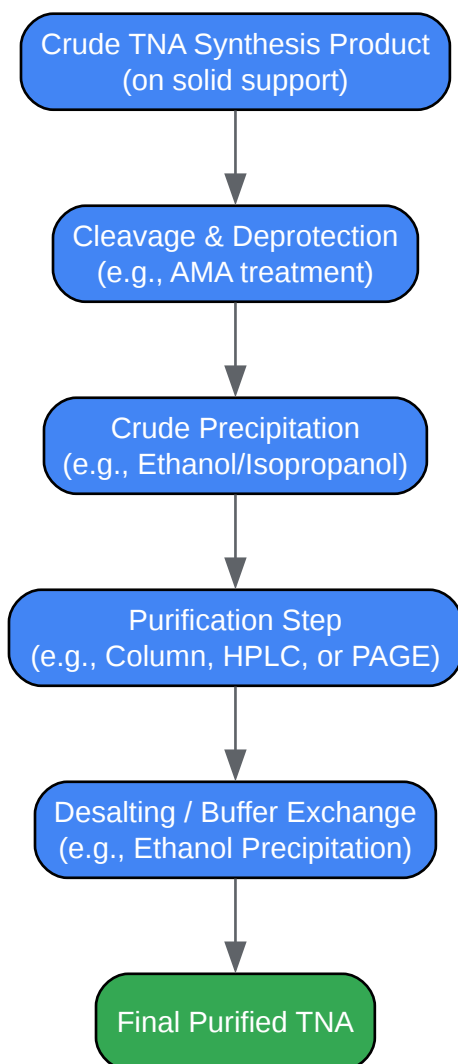 Crude TNA Synthesis Product
(on solid support)
Cleavage & Deprotection
(e.g., AMA treatment)
Crude Precipitation
(e.g., Ethanol/Isopropanol)
Purification Step
(e.g., Column, HPLC, or PAGE)
Desalting / Buffer Exchange
(e.g., Ethanol Precipitation)
Final Purified TNA